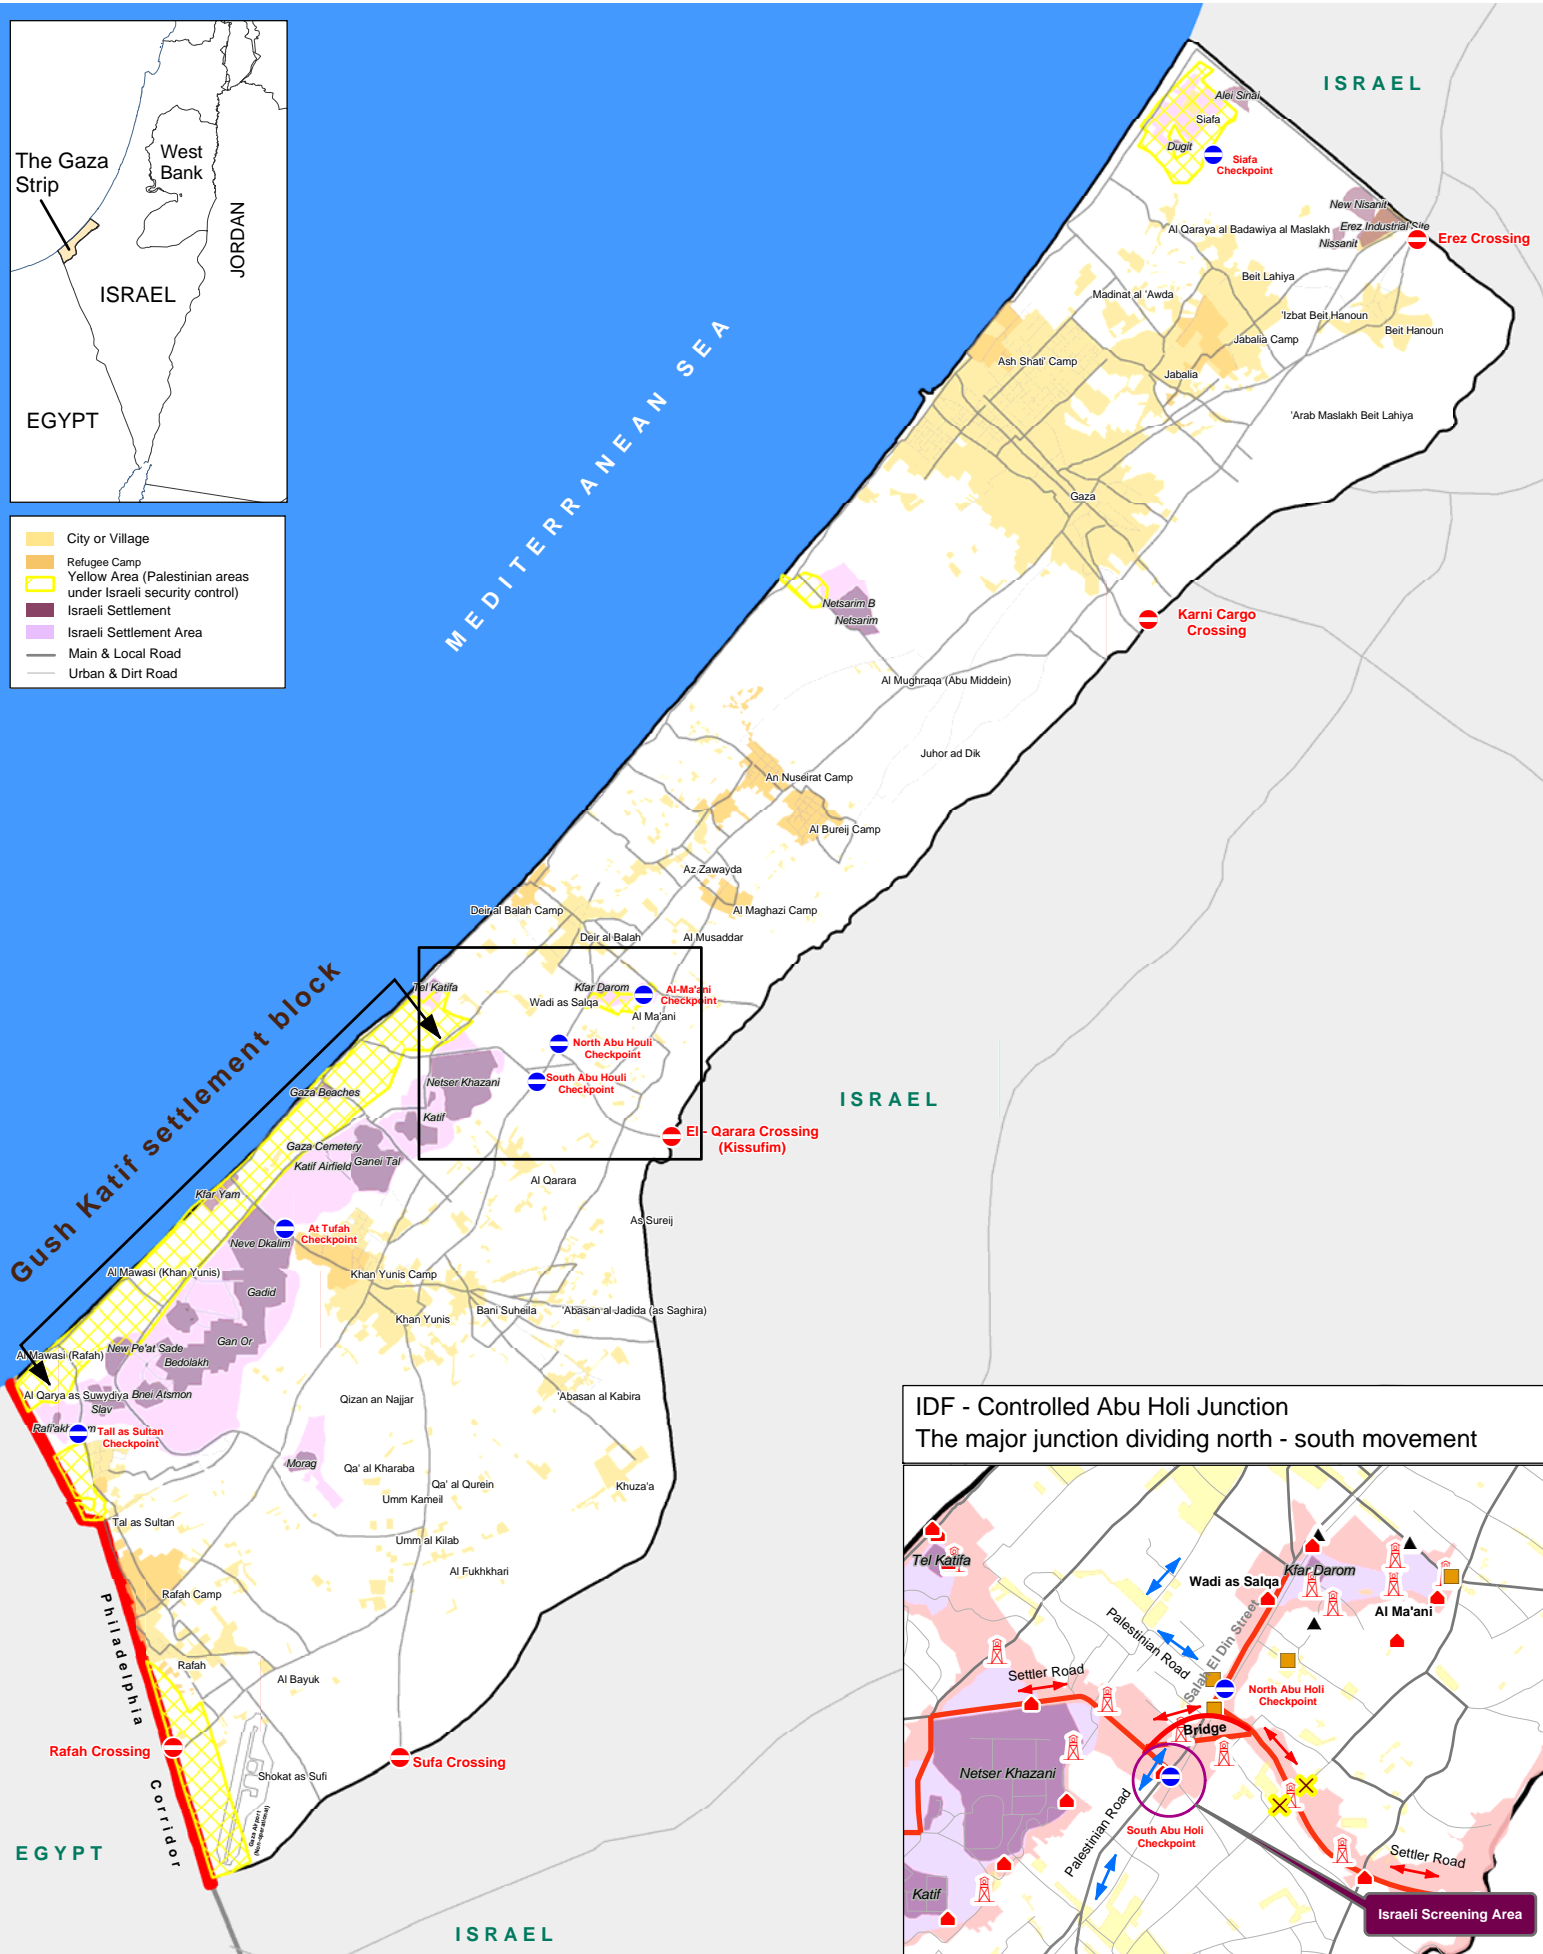 The Gaza
Strip
West
Bank
JORDAN
ISRAEL
EGYPT
City or Village
Refugee Camp
Yellow Area (Palestinian areas
under Israeli security control)
Israeli Settlement
Israeli Settlement Area
Main & Local Road
Urban & Dirt Road
MEDITERRANEAN SEA
ISRAEL
Alei Sinai
Siafa
Dugit
Siafa
Checkpoint
New Nisanit
Erez Industrial Site
Nissanit
Erez Crossing
Al Qaraya al Badawiya al Maslakh
Beit Lahiya
Madinat al 'Awda
'Izbat Beit Hanoun
Beit Hanoun
Jabalia Camp
Ash Shati' Camp
Jabalia
'Arab Maslakh Beit Lahiya
Gaza
Netsarim B
Netsarim
Karni Cargo
Crossing
Al Mughraqa (Abu Middein)
Juhor ad Dik
An Nuseirat Camp
Al Bureij Camp
Az Zawayda
Al Maghazi Camp
Deir al Balah Camp
Deir al Balah
Al Musaddar
Gush Katif settlement block
Tel Katifa
Kfar Darom
Wadi as Salqa
Al-Ma'ani
Checkpoint
Al Ma'ani
North Abu Houli
Checkpoint
South Abu Houli
Checkpoint
Netser Khazani
Gaza Beaches
Katif
ISRAEL
El - Qarara Crossing
(Kissufim)
Gaza Cemetery
Katif Airfield
Ganei Tal
Al Qarara
Kfar Yam
As Sureij
At Tufah
Checkpoint
Neve Dkalim
Al Mawasi (Khan Yunis)
Khan Yunis Camp
Gadid
Khan Yunis
Bani Suheila
'Abasan al Jadida (as Saghira)
Gan Or
New Pe'at Sade
Bedolakh
Al Mawasi (Rafah)
Al Qarya as Suwydiya
Bnei Atsmon
Slav
Qizan an Najjar
'Abasan al Kabira
Tall as Sultan
Checkpoint
Morag
Qa' al Kharaba
Qa' al Qurein
Khuza'a
Umm Kameil
Tal as Sultan
Umm al Kilab
Al Fukhkhari
Rafah Camp
Philadelphia Corridor
Rafah
Al Bayuk
Rafah Crossing
Sufa Crossing
Shokat as Sufi
Gaza Airport
(Non-operational)
EGYPT
ISRAEL
IDF - Controlled Abu Holi Junction
The major junction dividing north - south movement
Tel Katifa
Kfar Darom
Wadi as Salqa
Al Ma'ani
Palestinian Road
Salah El Din Street
Settler Road
North Abu Holi
Checkpoint
Bridge
Netser Khazani
Palestinian Road
South Abu Holi
Checkpoint
Settler Road
Katif
Israeli Screening Area